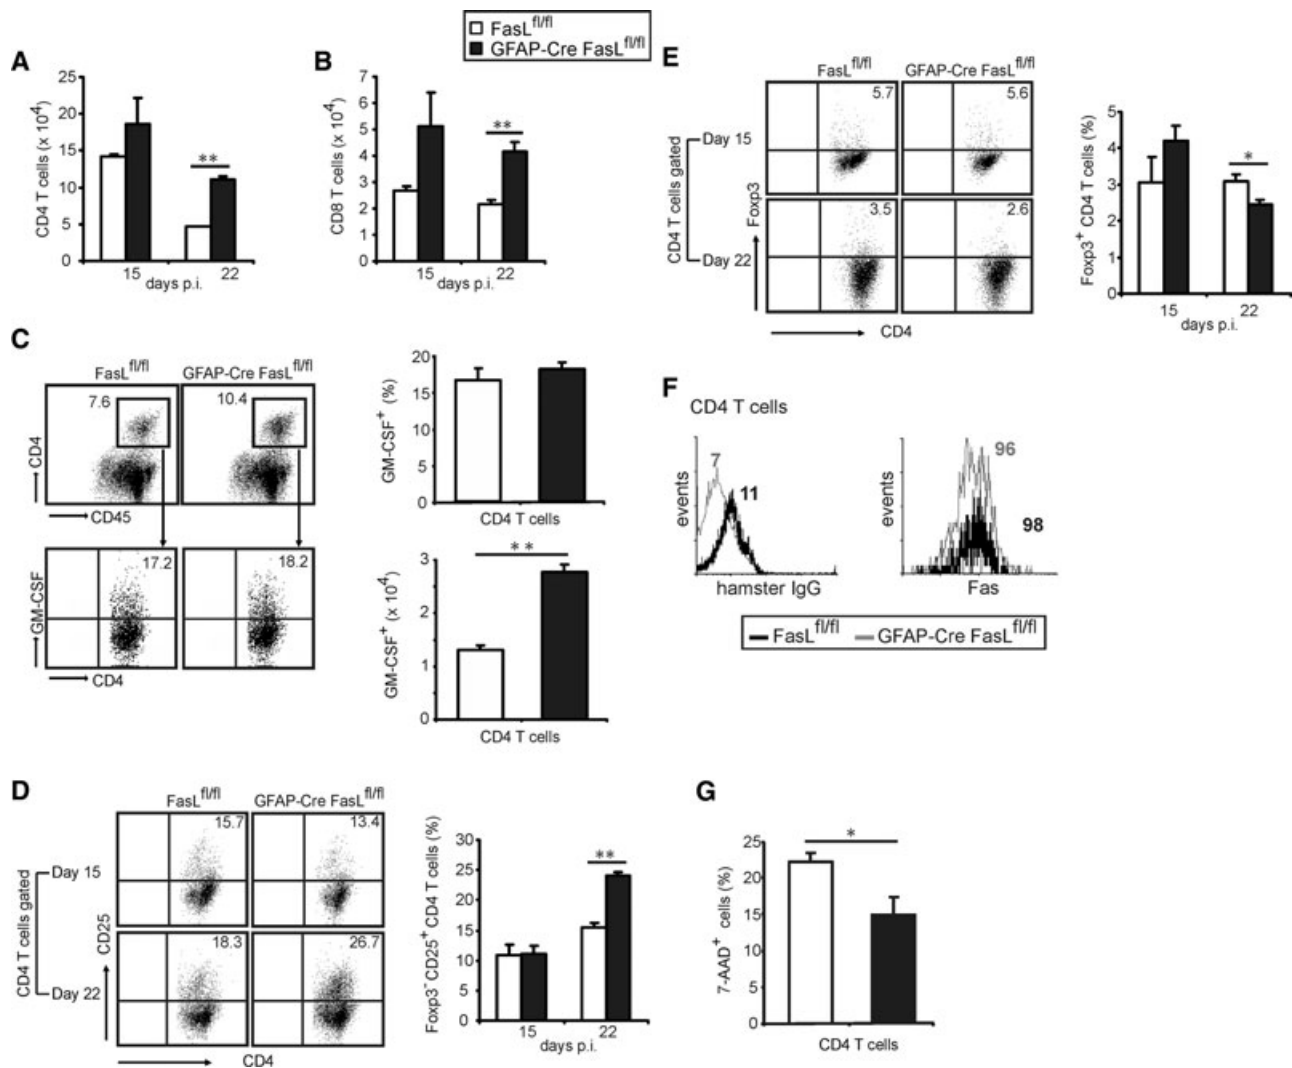 FasL fl/fl
GFAP-Cre FasL fl/fl
A
CD4 T cells (x 10⁴)
25
20
15
10
5
0
**
15
22
days p.i.
B
CD8 T cells (x 10⁴)
7
6
5
4
3
2
1
0
**
15
22
days p.i.
C
FasL fl/fl
GFAP-Cre FasL fl/fl
7.6
10.4
CD4
CD45
17.2
18.2
GM-CSF
CD4
GM-CSF⁺ (%)
20
15
10
5
0
CD4 T cells
GM-CSF⁺ (x 10⁴)
3
2
1
0
**
CD4 T cells
D
FasL fl/fl
GFAP-Cre FasL fl/fl
CD4 T cells gated
Day 15
Day 22
CD25
15.7
13.4
18.3
26.7
CD4
Foxp3⁻ CD25⁺ CD4 T cells (%)
30
25
20
15
10
5
0
**
15
22
days p.i.
E
FasL fl/fl
GFAP-Cre FasL fl/fl
CD4 T cells gated
Day 15
Day 22
Foxp3
5.7
5.6
3.5
2.6
CD4
Foxp3⁺ CD4 T cells (%)
5
4
3
2
1
0
*
15
22
days p.i.
F
CD4 T cells
events
7
11
hamster IgG
events
96
98
Fas
FasL fl/fl
GFAP-Cre FasL fl/fl
G
7-AAD⁺ cells (%)
25
20
15
10
5
0
*
CD4 T cells